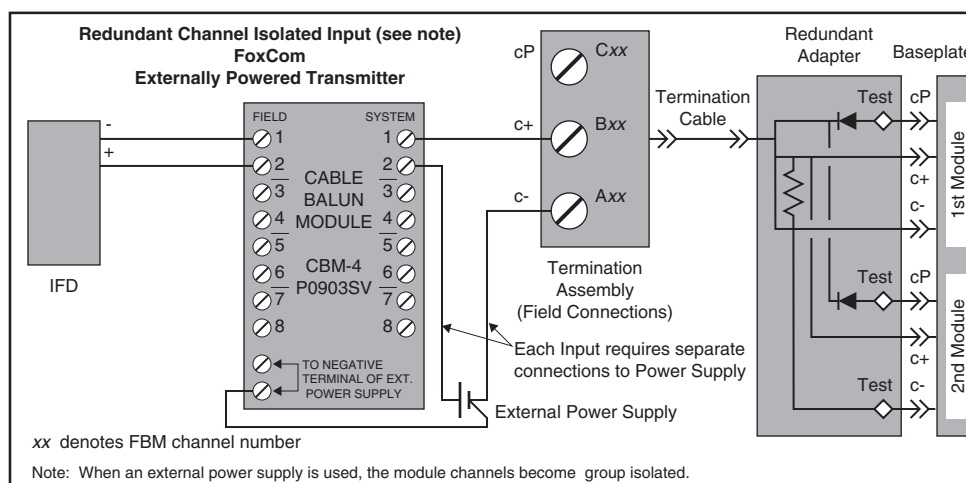 Redundant Channel Isolated Input (see note)
FoxCom
Externally Powered Transmitter
IFD
-
+
FIELD
SYSTEM
1
2
3
4
5
6
7
8
CABLE
BALUN
MODULE
CBM-4
P0903SV
1
2
3
4
5
6
7
8
TO NEGATIVE
TERMINAL OF EXT.
POWER SUPPLY
cP
Cxx
c+
Bxx
c-
Axx
Termination
Assembly
(Field Connections)
Each Input requires separate
connections to Power Supply
External Power Supply
Termination
Cable
Redundant
Adapter
Baseplate
Test
cP
c+
c-
1st Module
Test
cP
c+
Test
c-
2nd Module
xx denotes FBM channel number
Note: When an external power supply is used, the module channels become group isolated.